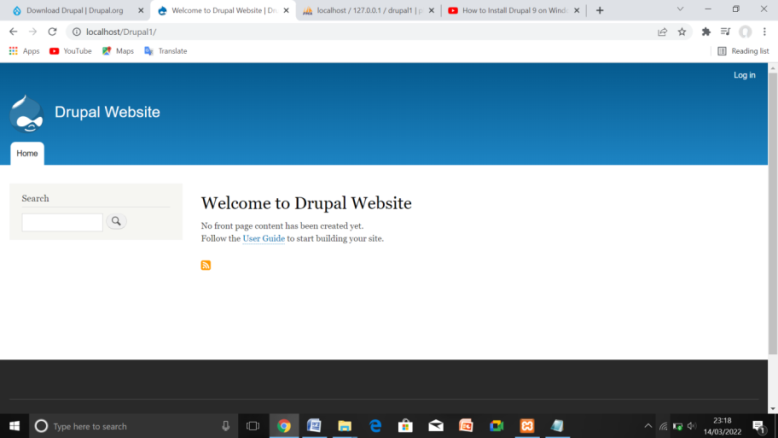 Download Drupal | Drupal.org
Welcome to Drupal Website | Dr
localhost / 127.0.0.1 / drupal1 | p
How to Install Drupal 9 on Wind
localhost/Drupal1/
Apps
YouTube
Maps
Translate
Reading list
Log in
Drupal Website
Home
Search
Welcome to Drupal Website
No front page content has been created yet.
Follow the User Guide to start building your site.
Type here to search
23:18
14/03/2022